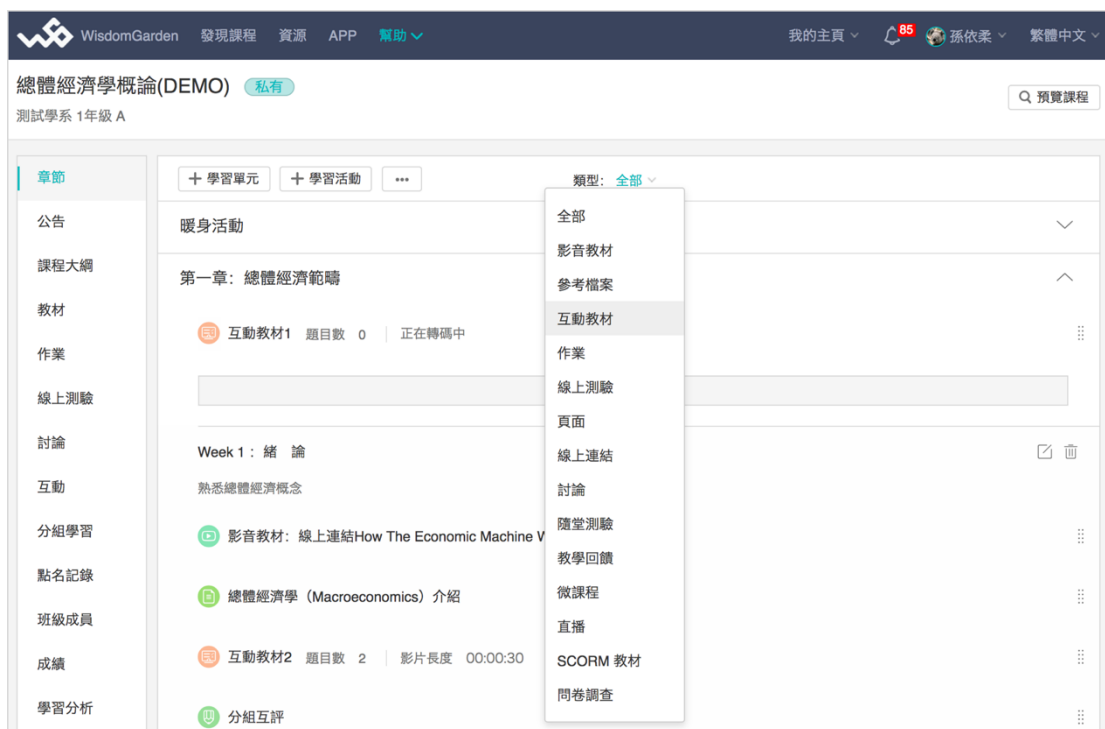 WisdomGarden 發現課程 資源 APP 幫助 我的主頁 85 孫依柔 繁體中文
總體經濟學概論(DEMO) 私有
測試學系 1年級 A
預覽課程
章節
公告
課程大綱
教材
作業
線上測驗
討論
互動
分組學習
點名記錄
班級成員
成績
學習分析
+ 學習單元 + 學習活動 ••• 類型: 全部
暖身活動
第一章: 總體經濟範疇
互動教材1 題目數 0 正在轉碼中
Week 1: 緒 論
熟悉總體經濟概念
影音教材: 線上連結How The Economic Machine
總體經濟學（Macroeconomics）介紹
互動教材2 題目數 2 影片長度 00:00:30
分組互評
全部
影音教材
參考檔案
互動教材
作業
線上測驗
頁面
線上連結
討論
隨堂測驗
教學回饋
微課程
直播
SCORM 教材
問卷調查